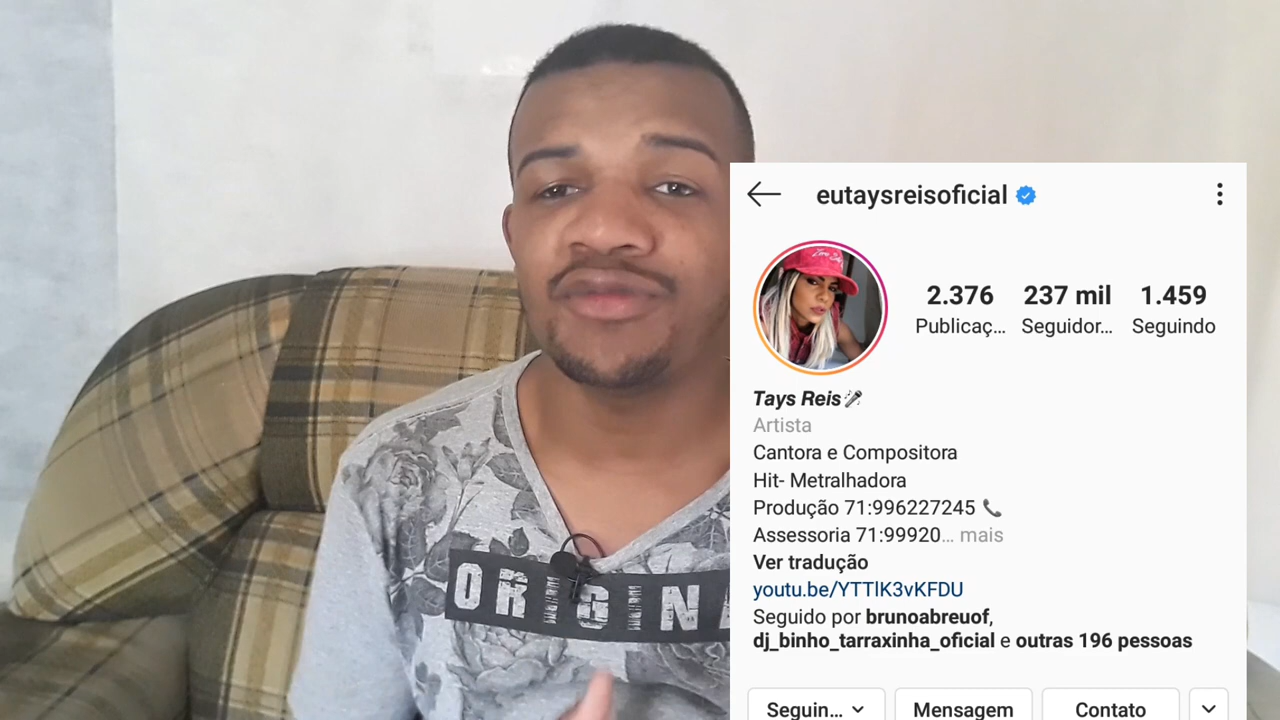 ORIGINA
eutaysreisoficial
2.376 237 mil 1.459
Publicaç... Seguidor... Seguindo
Tays Reis
Artista
Cantora e Compositora
Hit- Metralhadora
Produção 71:996227245
Assessoria 71:99920... mais
Ver tradução
youtu.be/YTTlK3vKFDU
Seguido por brunoabreuof,
dj_binho_tarraxinha_oficial e outras 196 pessoas
Seguin... Mensagem Contato